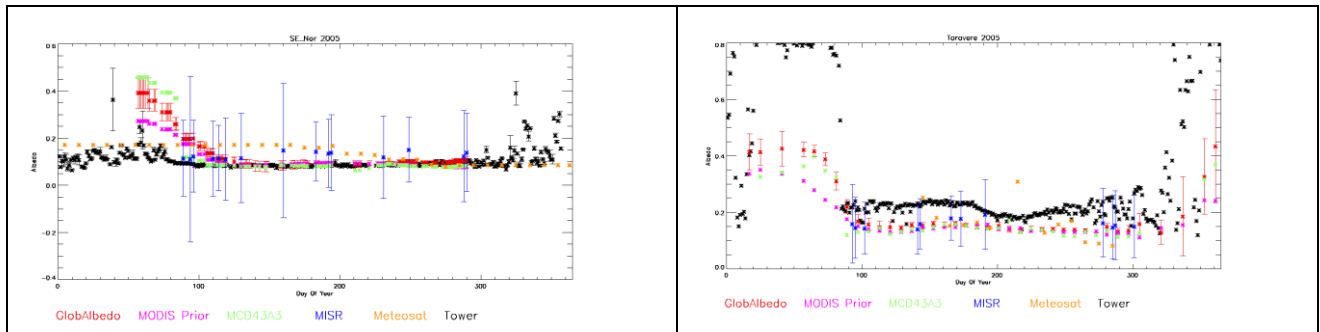 SE_Nor 2005
0.6
0.4
0.2
0.0
−0.2
−0.4
Albedo
0
100
200
300
Day Of Year
GlobAlbedo MODIS Prior MCD43A3 MISR Meteosat Tower
Toravere 2005
0.8
0.6
0.4
0.2
0.0
Albedo
0
100
200
300
Day Of Year
GlobAlbedo MODIS Prior MCD43A3 MISR Meteosat Tower